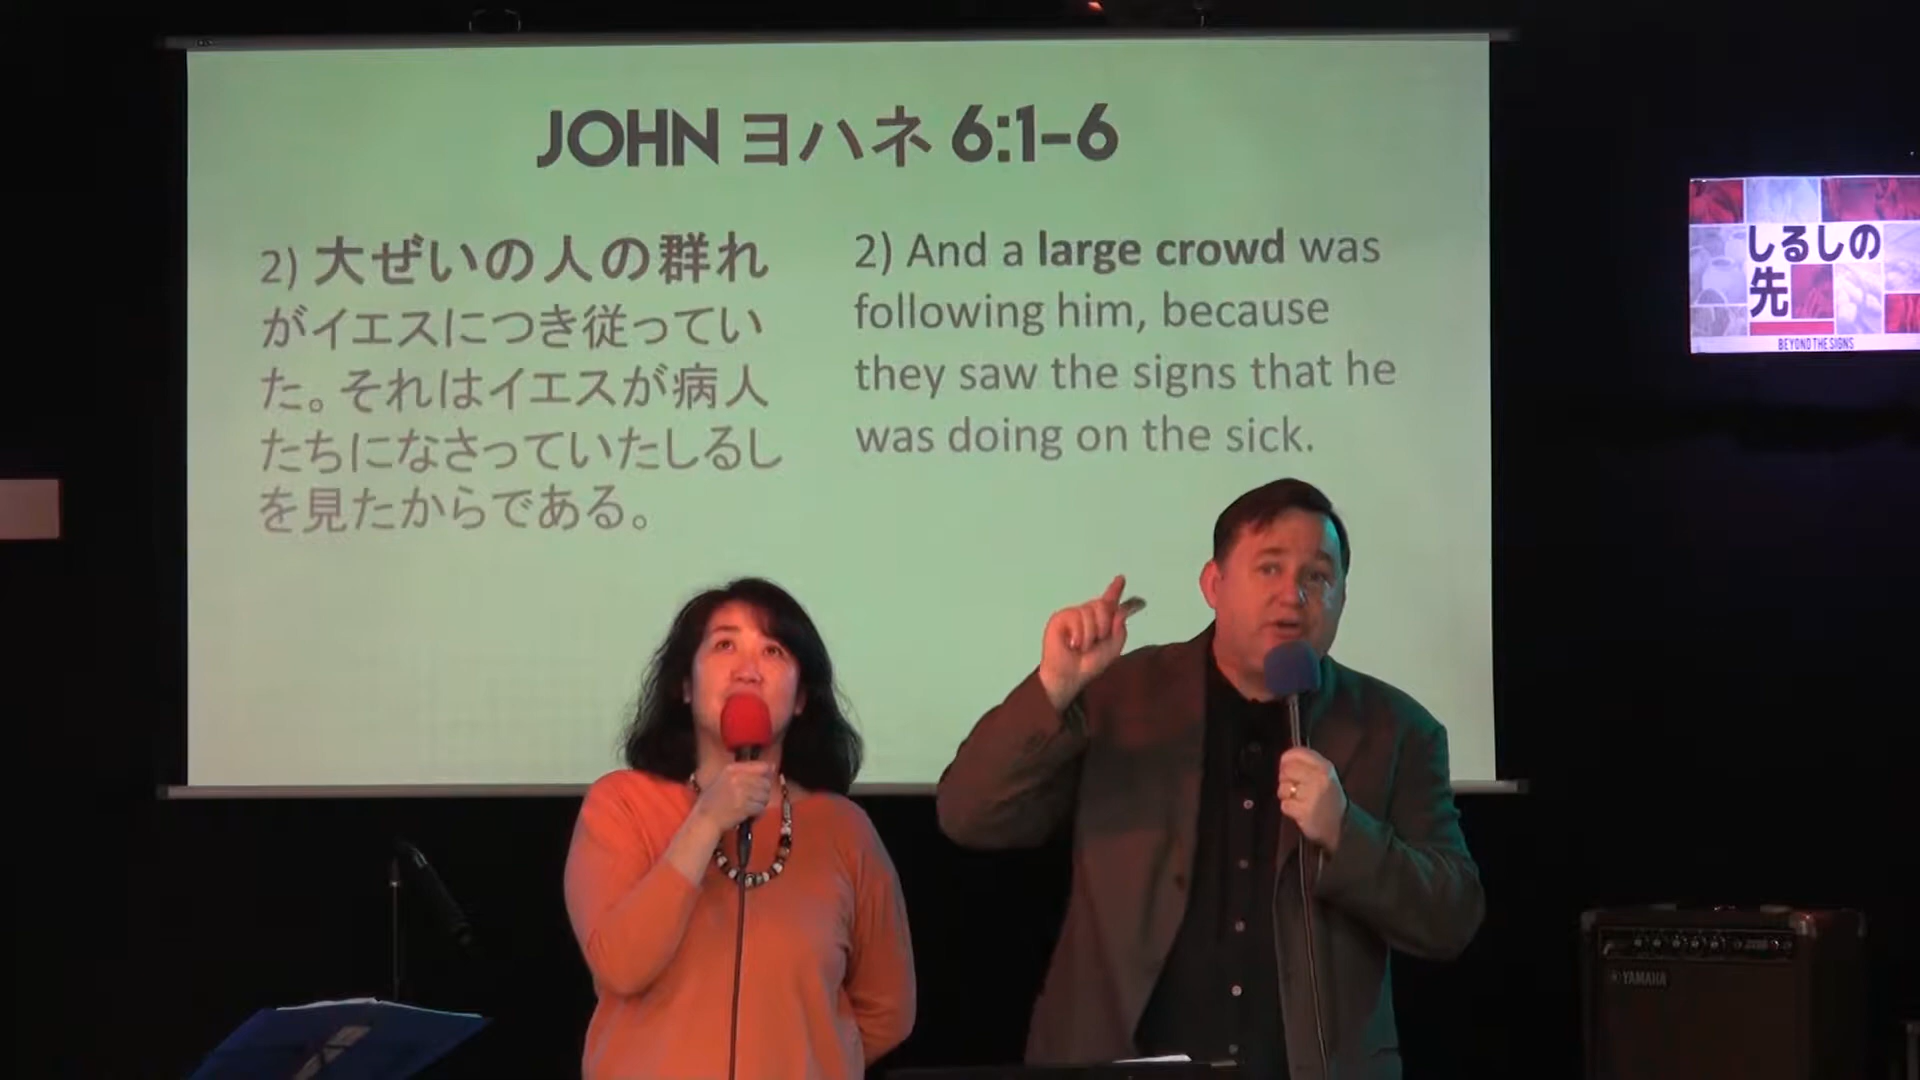 JOHN ヨハネ 6:1-6
2) 大ぜいの人の群れ
がイエスにつき従ってい
た。それはイエスが病人
たちになさっていたしるし
を見たからである。
2) And a large crowd was
following him, because
they saw the signs that he
was doing on the sick.
しるしの
先
BEYOND THE SIGNS
YAMAHA